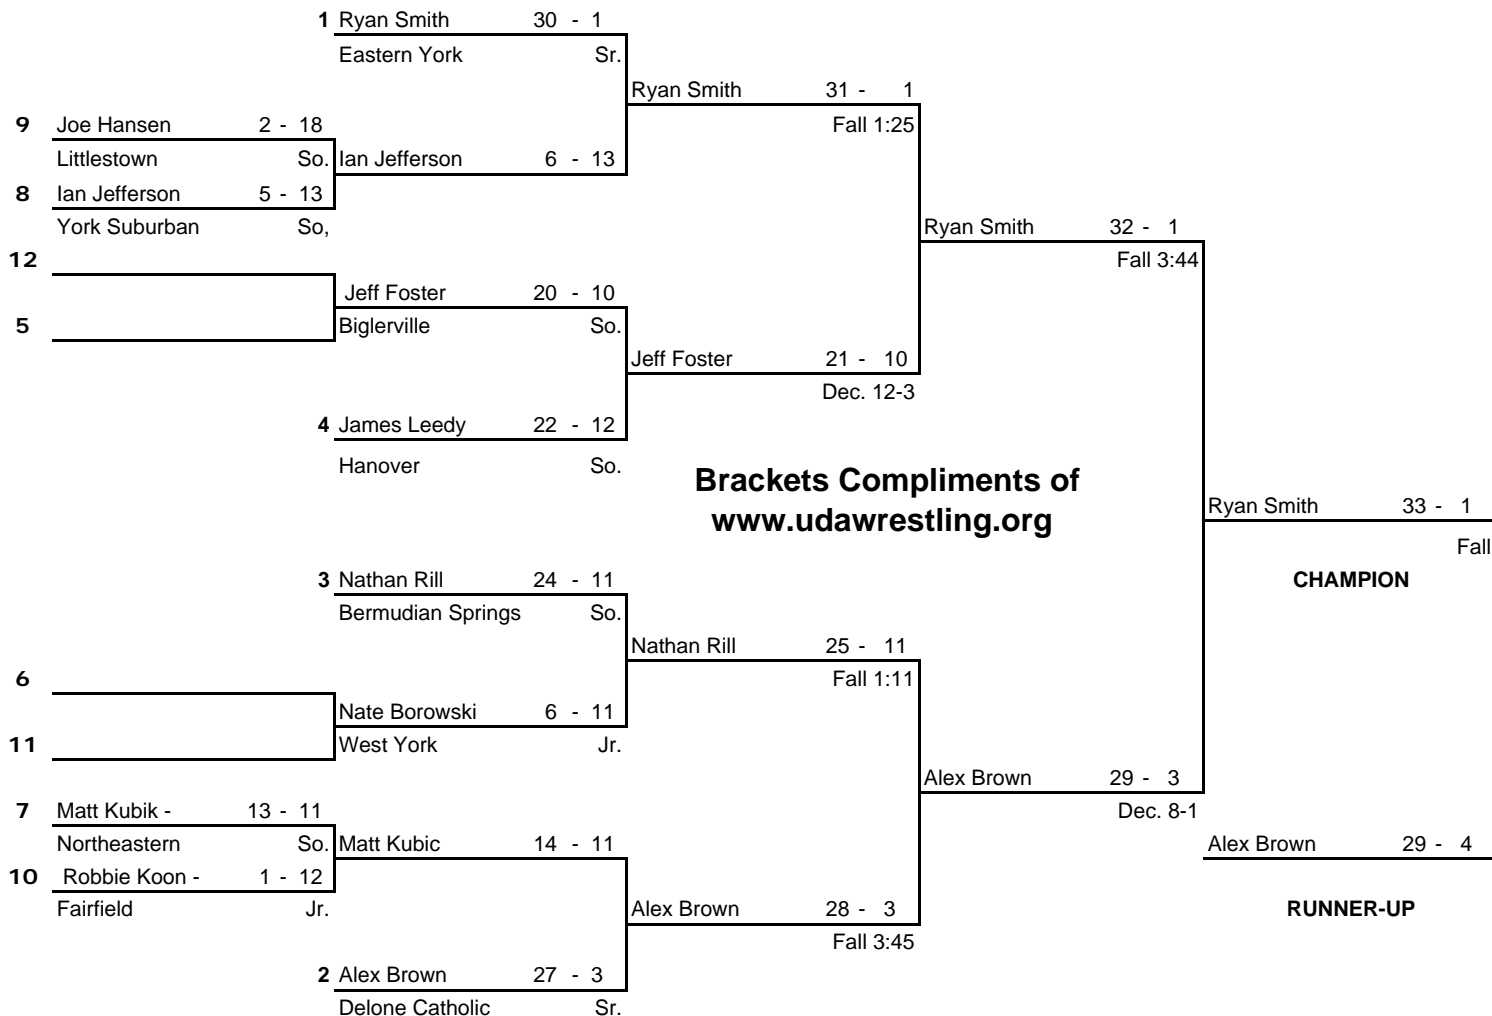 1 Ryan Smith 30 - 1
Eastern York Sr.
Ryan Smith 31 - 1
9 Joe Hansen 2 - 18
Fall 1:25
Littlestown So. Ian Jefferson 6 - 13
8 Ian Jefferson 5 - 13
York Suburban So,
Ryan Smith 32 - 1
12
Fall 3:44
Jeff Foster 20 - 10
5 Biglerville So.
Jeff Foster 21 - 10
Dec. 12-3
4 James Leedy 22 - 12
Hanover So.
Brackets Compliments of
www.udawrestling.org
Ryan Smith 33 - 1
Fall
3 Nathan Rill 24 - 11
CHAMPION
Bermudian Springs So.
Nathan Rill 25 - 11
6
Fall 1:11
Nate Borowski 6 - 11
11 West York Jr.
Alex Brown 29 - 3
7 Matt Kubik - 13 - 11
Dec. 8-1
Northeastern So. Matt Kubic 14 - 11
Alex Brown 29 - 4
10 Robbie Koon - 1 - 12
Fairfield Jr.
Alex Brown 28 - 3
RUNNER-UP
Fall 3:45
2 Alex Brown 27 - 3
Delone Catholic Sr.